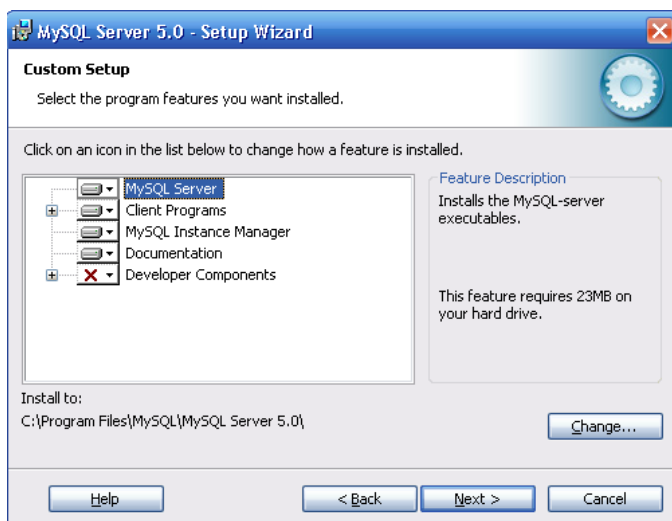 MySQL Server 5.0 - Setup Wizard
Custom Setup
Select the program features you want installed.
Click on an icon in the list below to change how a feature is installed.
MySQL Server
Client Programs
MySQL Instance Manager
Documentation
Developer Components
Feature Description
Installs the MySQL-server
executables.
This feature requires 23MB on
your hard drive.
Install to:
C:\Program Files\MySQL\MySQL Server 5.0\
Change...
Help
< Back
Next >
Cancel